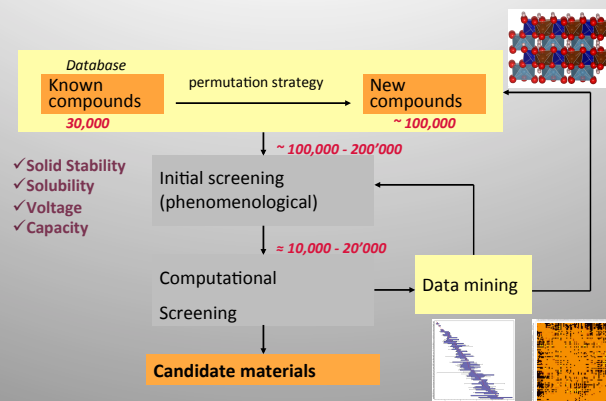 Database
Known
compounds
permutation strategy
New
compounds
30,000
~ 100,000
~ 100,000 - 200'000
✓Solid Stability
✓Solubility
✓Voltage
✓Capacity
Initial screening
(phenomenological)
≈ 10,000 - 20'000
Computational
Screening
Data mining
Candidate materials